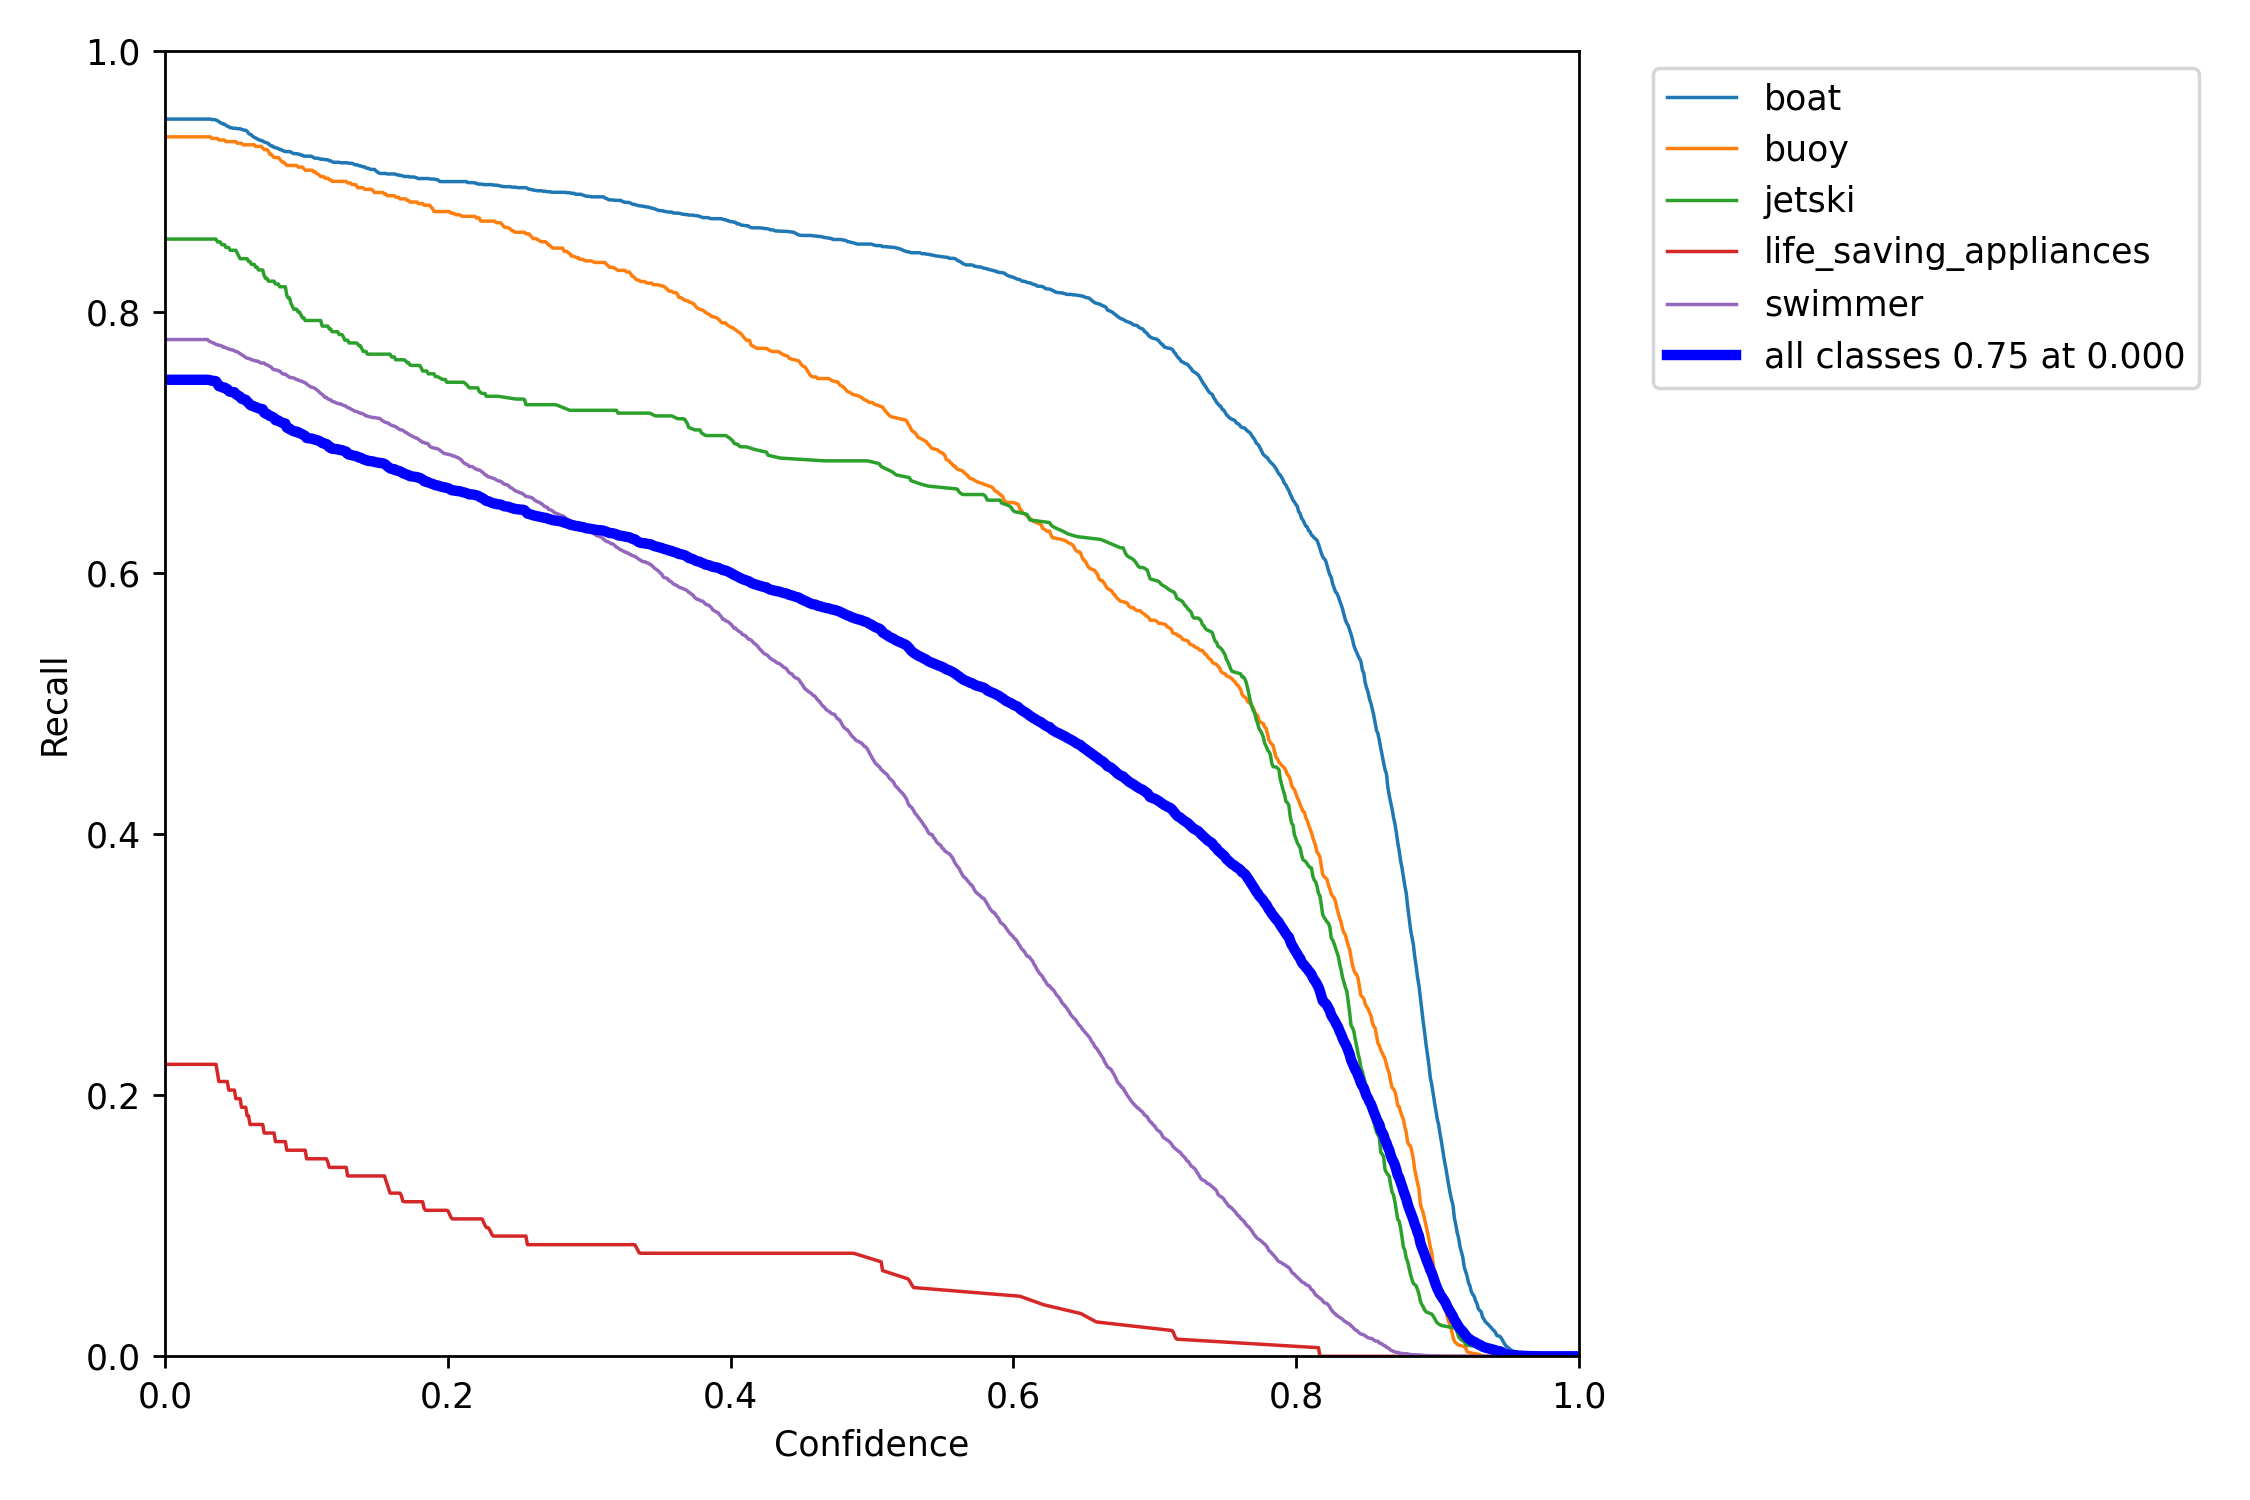 1.0
0.8
0.6
0.4
0.2
0.0
Recall
0.0 0.2 0.4 0.6 0.8 1.0
Confidence
boat
buoy
jetski
life_saving_appliances
swimmer
all classes 0.75 at 0.000